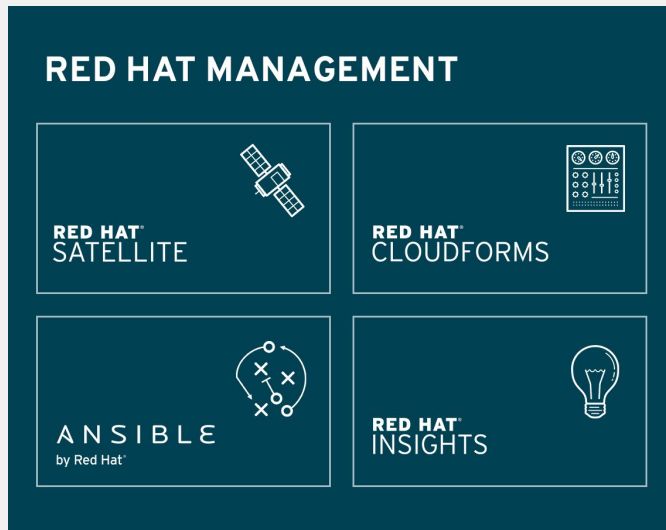 RED HAT MANAGEMENT
RED HAT®
SATELLITE
RED HAT®
CLOUDFORMS
ANSIBLE
by Red Hat®
RED HAT®
INSIGHTS